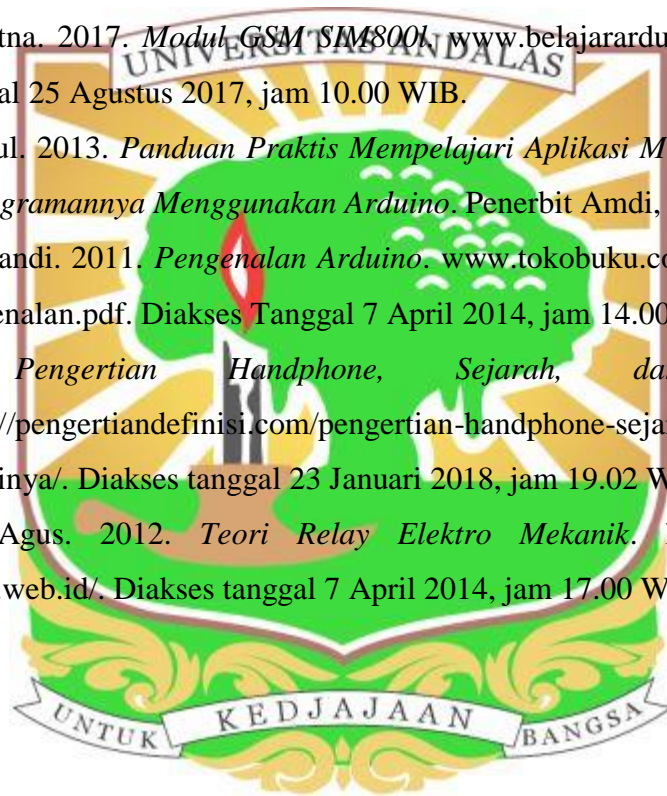 tna. 2017. Modul GSM SIM800l. www.belajarardu
UNIVERSITAS ANDALAS
al 25 Agustus 2017, jam 10.00 WIB.
ul. 2013. Panduan Praktis Mempelajari Aplikasi M
gramannya Menggunakan Arduino. Penerbit Amdi,
andi. 2011. Pengenalan Arduino. www.tokobuku.co
enalan.pdf. Diakses Tanggal 7 April 2014, jam 14.00
Pengertian Handphone, Sejarah, da
//pengertiandefinisi.com/pengertian-handphone-seja
inya/. Diakses tanggal 23 Januari 2018, jam 19.02 W
Agus. 2012. Teori Relay Elektro Mekanik.
.web.id/. Diakses tanggal 7 April 2014, jam 17.00 W
UNTUK KEDJAJAAN BANGSA